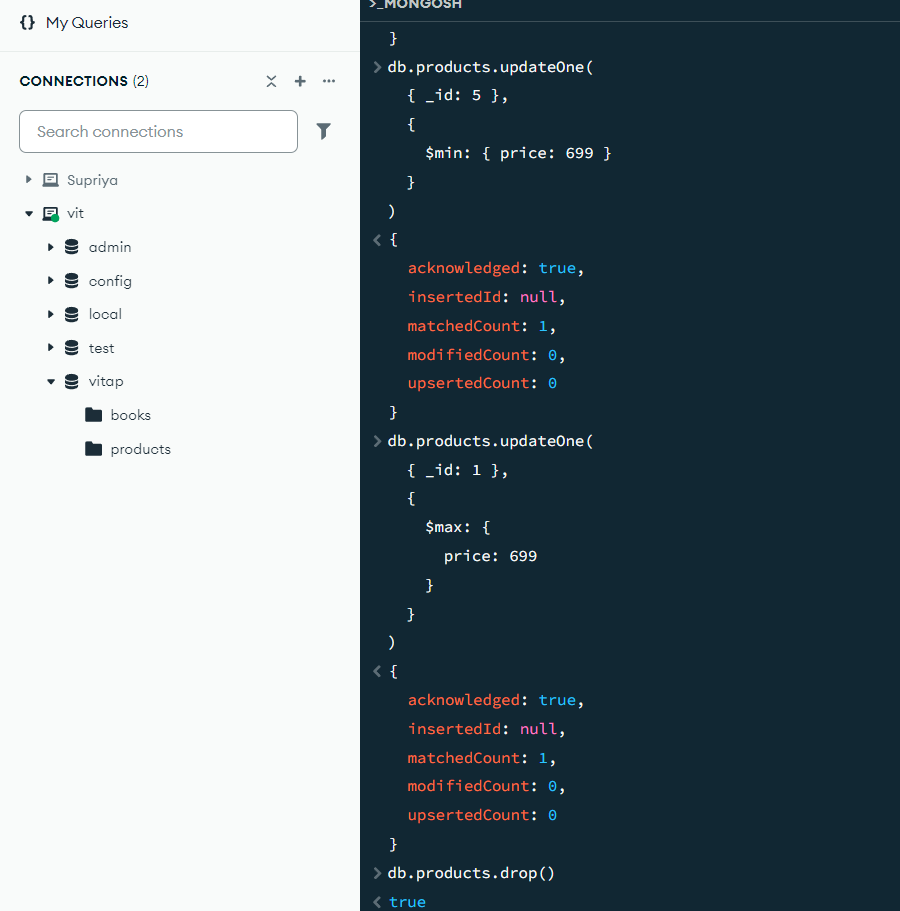 {} My Queries
CONNECTIONS (2)
Search connections
Supriya
vit
admin
config
local
test
vitap
books
products
>_MONGOSH
}
> db.products.updateOne(
{ _id: 5 },
{
$min: { price: 699 }
}
)
< {
acknowledged: true,
insertedId: null,
matchedCount: 1,
modifiedCount: 0,
upsertedCount: 0
}
> db.products.updateOne(
{ _id: 1 },
{
$max: {
price: 699
}
}
)
< {
acknowledged: true,
insertedId: null,
matchedCount: 1,
modifiedCount: 0,
upsertedCount: 0
}
> db.products.drop()
< true